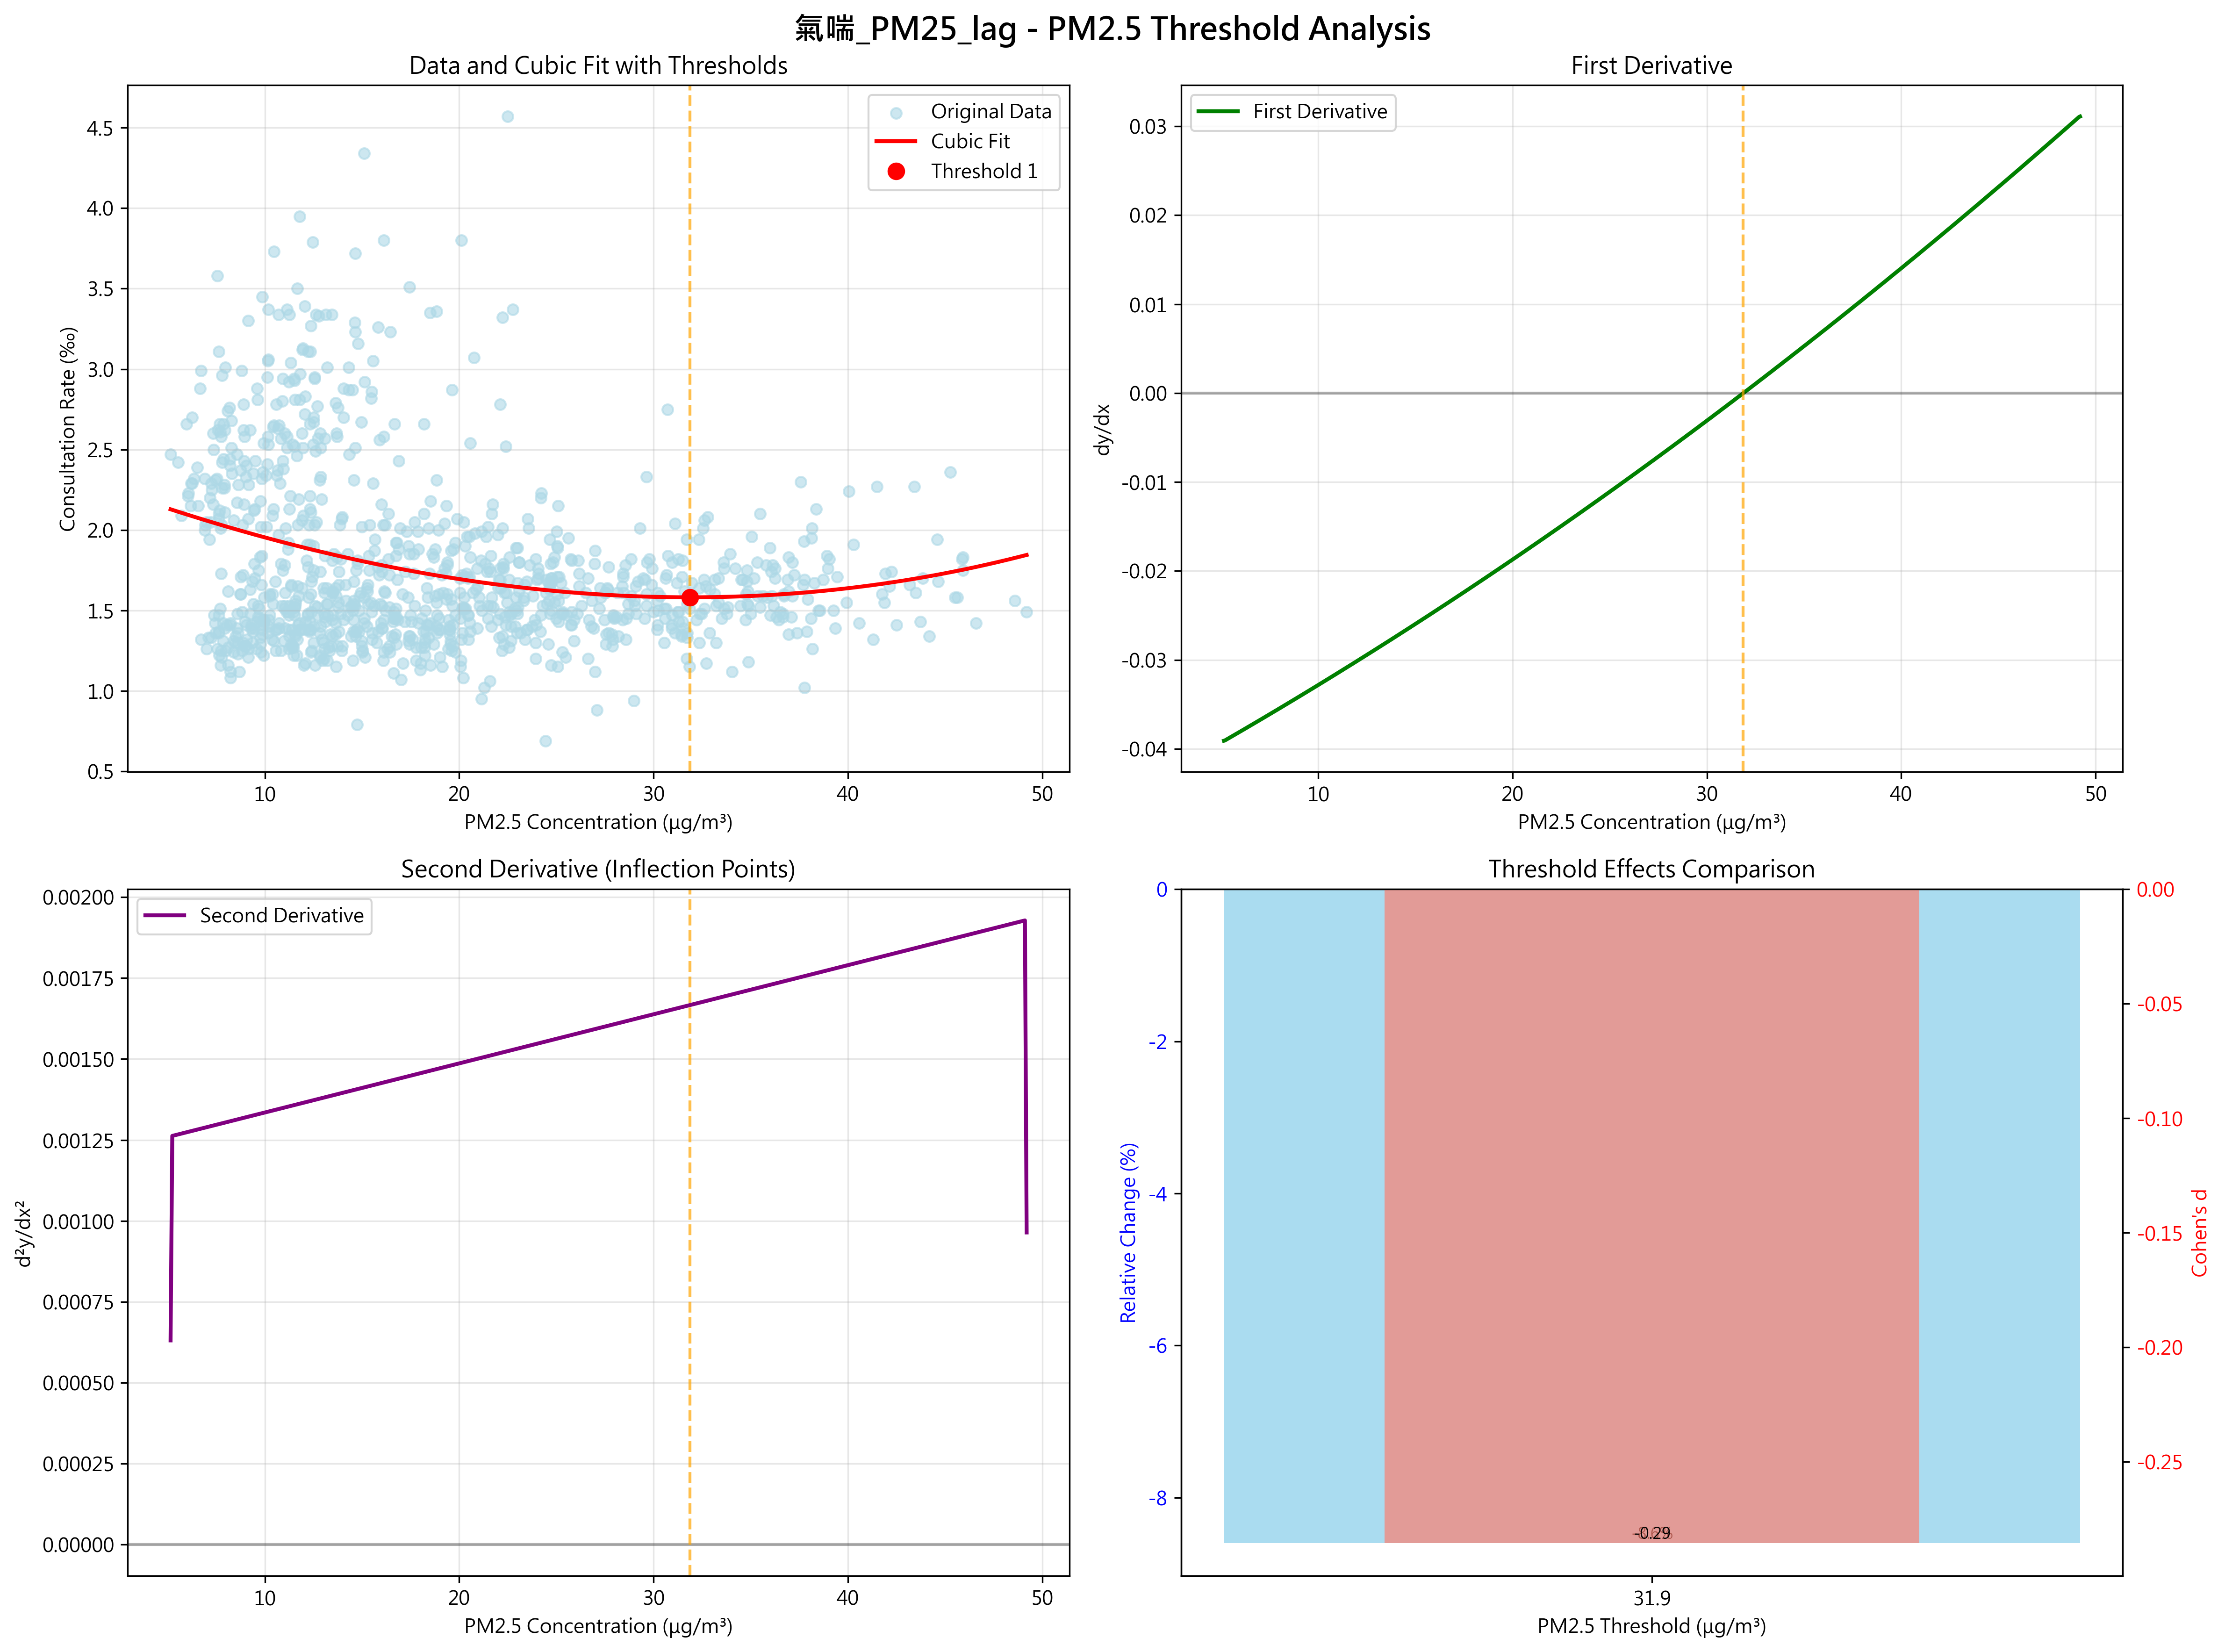 氣喘_PM25_lag - PM2.5 Threshold Analysis
Data and Cubic Fit with Thresholds
Original Data
Cubic Fit
Threshold 1
Consultation Rate (‰)
4.5
4.0
3.5
3.0
2.5
2.0
1.5
1.0
0.5
10 20 30 40 50
PM2.5 Concentration (μg/m³)
First Derivative
First Derivative
dy/dx
0.03
0.02
0.01
0.00
-0.01
-0.02
-0.03
-0.04
10 20 30 40 50
PM2.5 Concentration (μg/m³)
Second Derivative (Inflection Points)
Second Derivative
d²y/dx²
0.00200
0.00175
0.00150
0.00125
0.00100
0.00075
0.00050
0.00025
0.00000
10 20 30 40 50
PM2.5 Concentration (μg/m³)
Threshold Effects Comparison
Relative Change (%)
0
-2
-4
-6
-8
-0.29
31.9
PM2.5 Threshold (μg/m³)
0.00
-0.05
-0.10
-0.15
-0.20
-0.25
Cohen's d